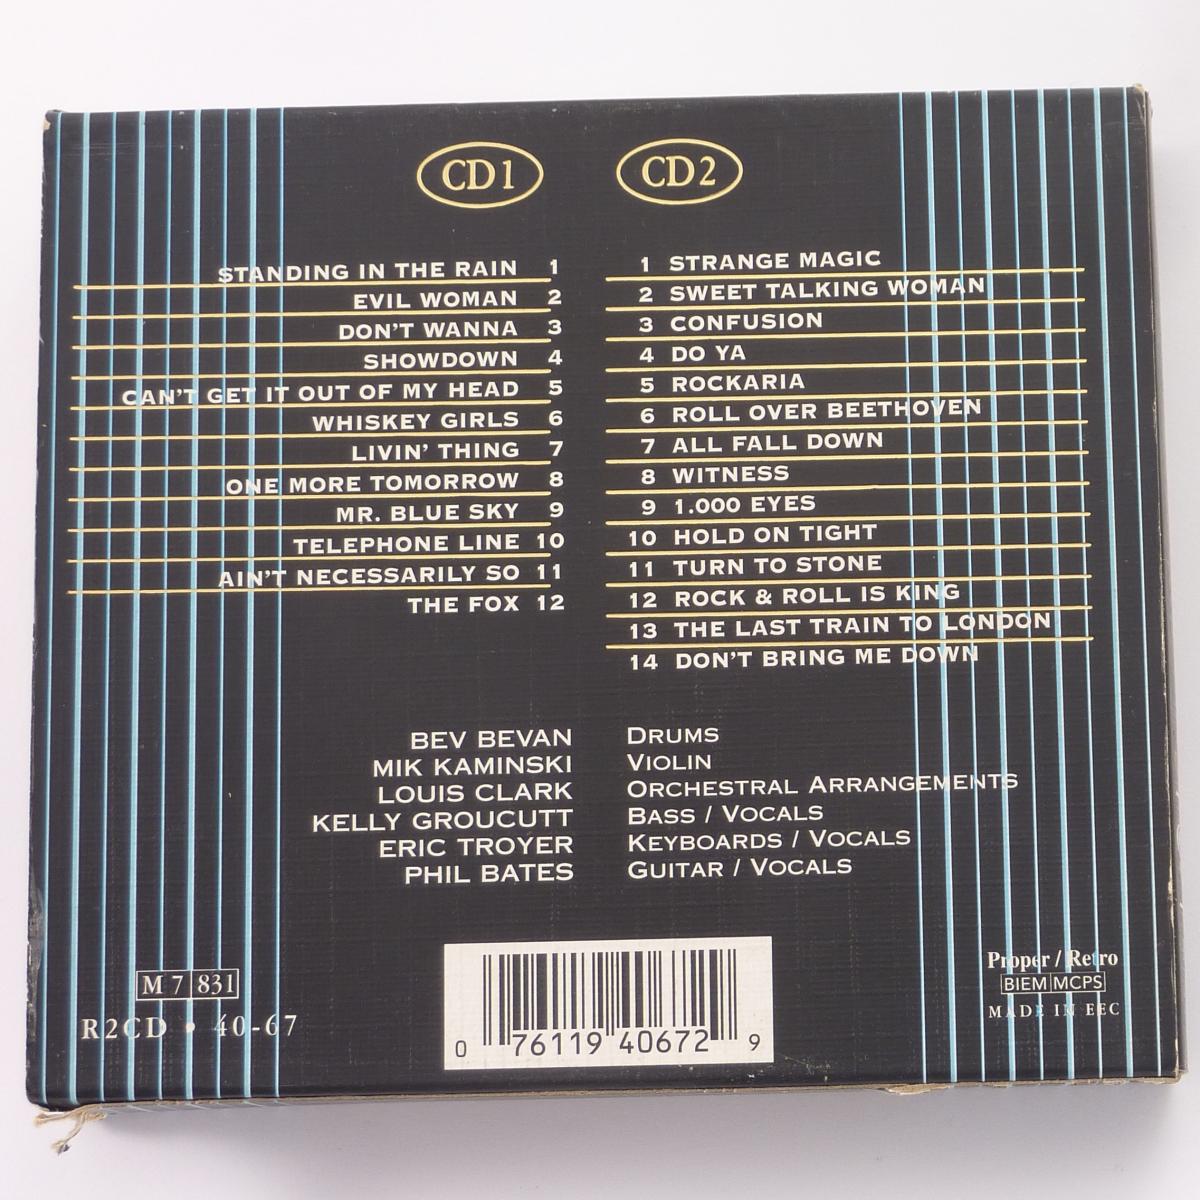 CD1
STANDING IN THE RAIN 1
EVIL WOMAN 2
DON'T WANNA 3
SHOWDOWN 4
CAN'T GET IT OUT OF MY HEAD 5
WHISKEY GIRLS 6
LIVIN' THING 7
ONE MORE TOMORROW 8
MR. BLUE SKY 9
TELEPHONE LINE 10
AIN'T NECESSARILY SO 11
THE FOX 12
CD2
1 STRANGE MAGIC
2 SWEET TALKING WOMAN
3 CONFUSION
4 DO YA
5 ROCKARIA
6 ROLL OVER BEETHOVEN
7 ALL FALL DOWN
8 WITNESS
9 1.000 EYES
10 HOLD ON TIGHT
11 TURN TO STONE
12 ROCK & ROLL IS KING
13 THE LAST TRAIN TO LONDON
14 DON'T BRING ME DOWN
BEV BEVAN DRUMS
MIK KAMINSKI VIOLIN
LOUIS CLARK ORCHESTRAL ARRANGEMENTS
KELLY GROUCUTT BASS / VOCALS
ERIC TROYER KEYBOARDS / VOCALS
PHIL BATES GUITAR / VOCALS
M 7 831
R2CD • 40-67
0 76119 40672 9
Proper / Retro
BIEM MCPS
MADE IN EEC